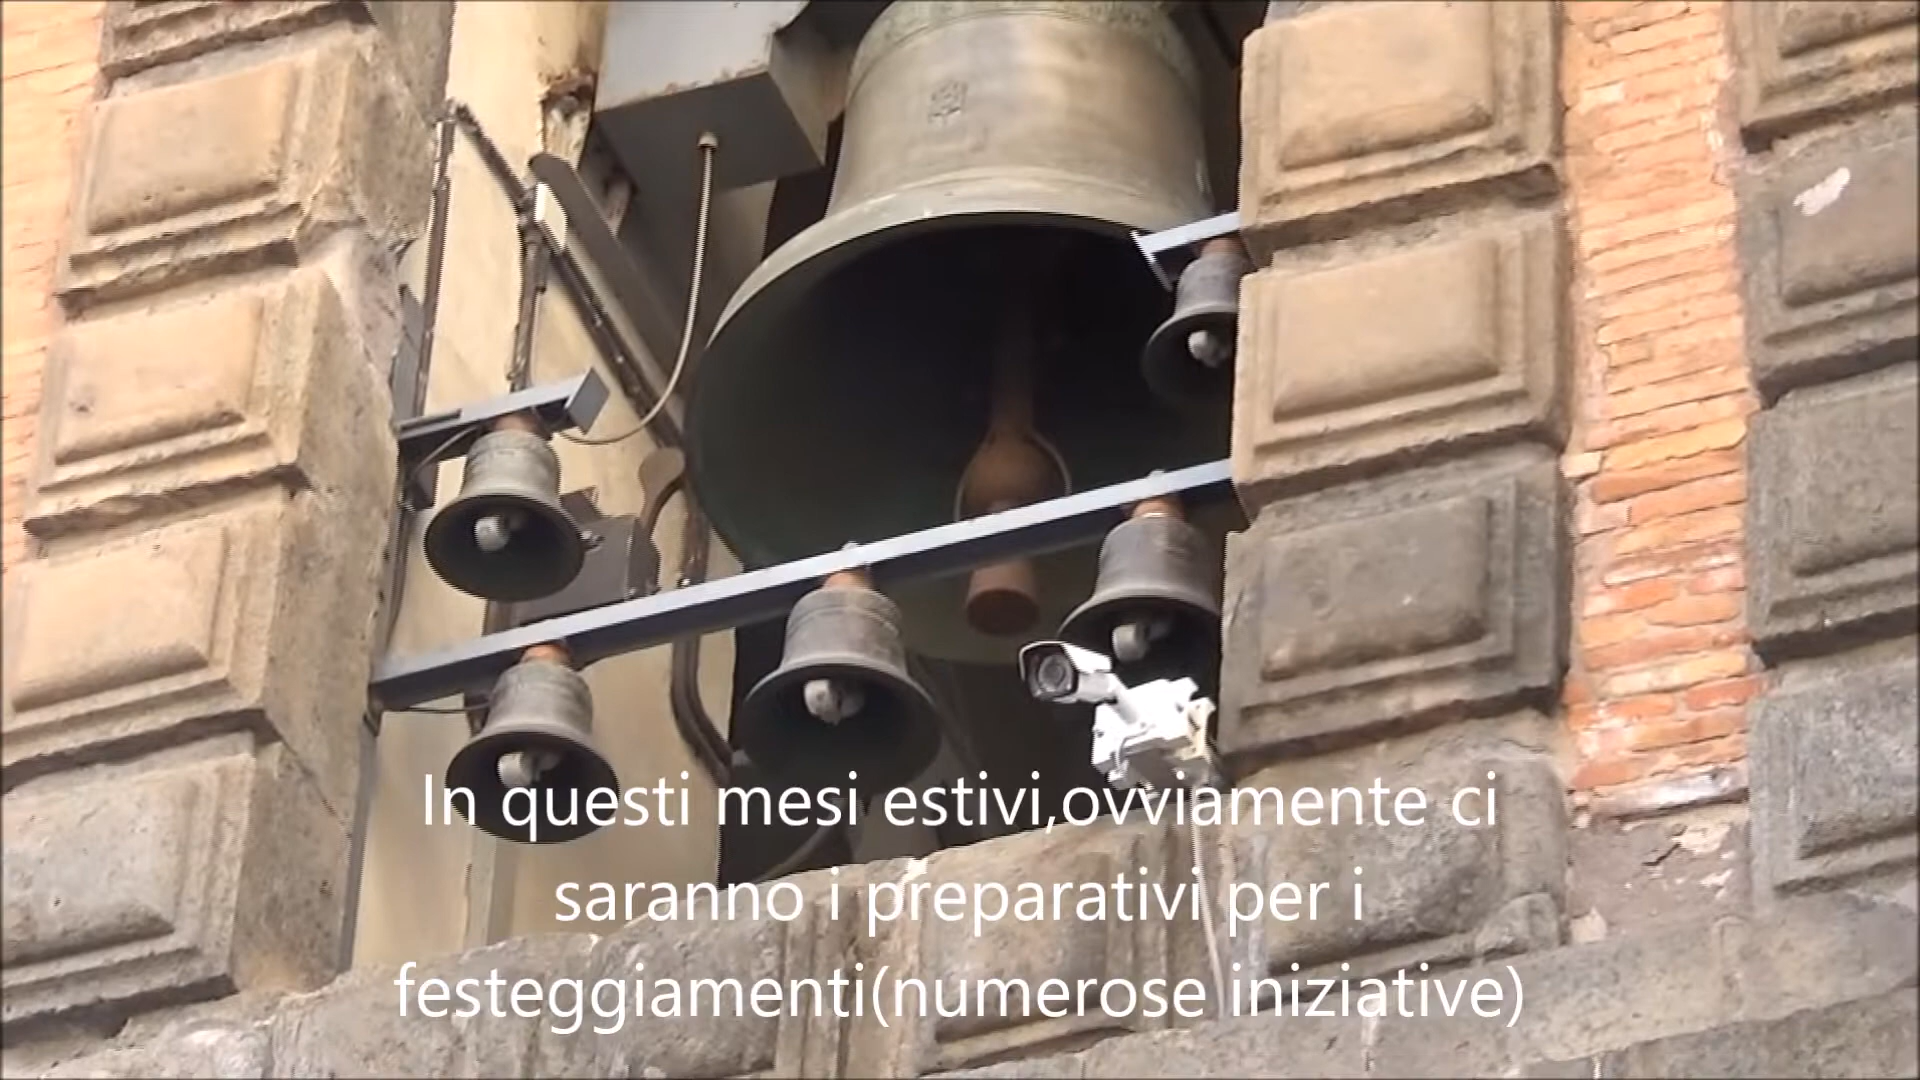 In questi mesi estivi,ovviamente ci
saranno i preparativi per i
festeggiamenti(numerose iniziative)